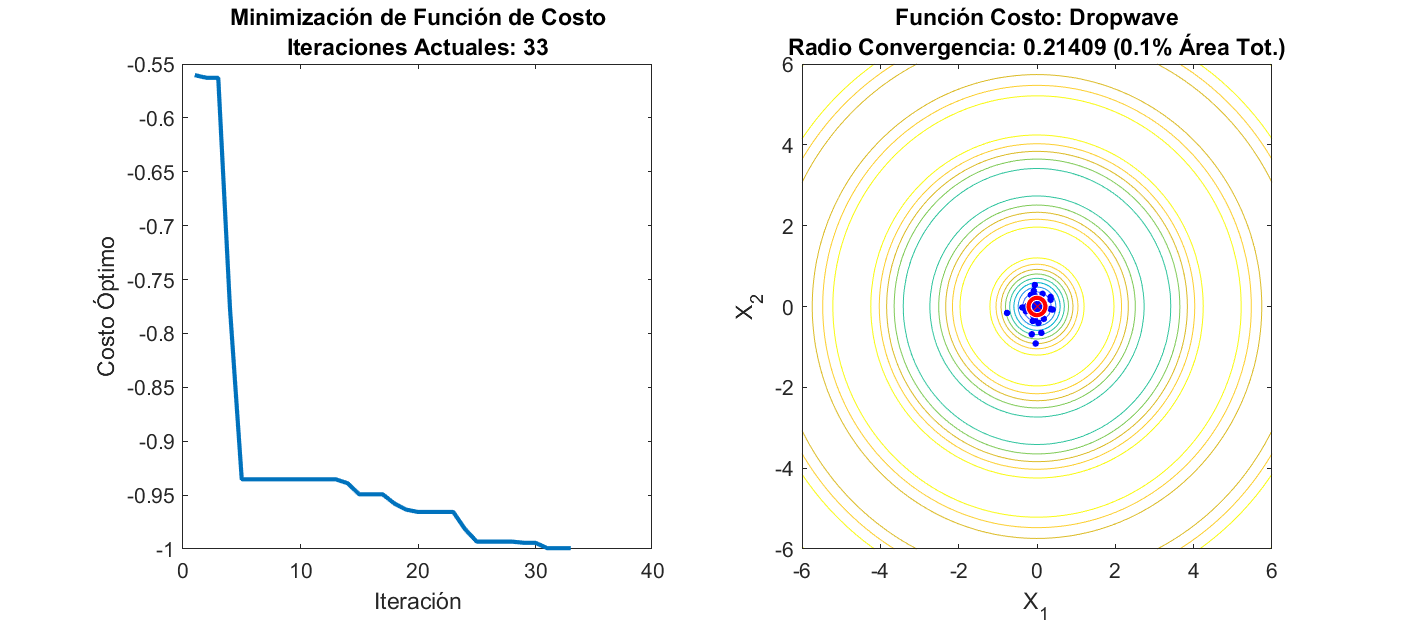 Minimización de Función de Costo
Iteraciones Actuales: 33
-0.55
-0.6
-0.65
-0.7
-0.75
-0.8
-0.85
-0.9
-0.95
-1
Costo Óptimo
0 10 20 30 40
Iteración
Función Costo: Dropwave
Radio Convergencia: 0.21409 (0.1% Área Tot.)
6
4
2
0
-2
-4
-6
X2
-6 -4 -2 0 2 4 6
X1